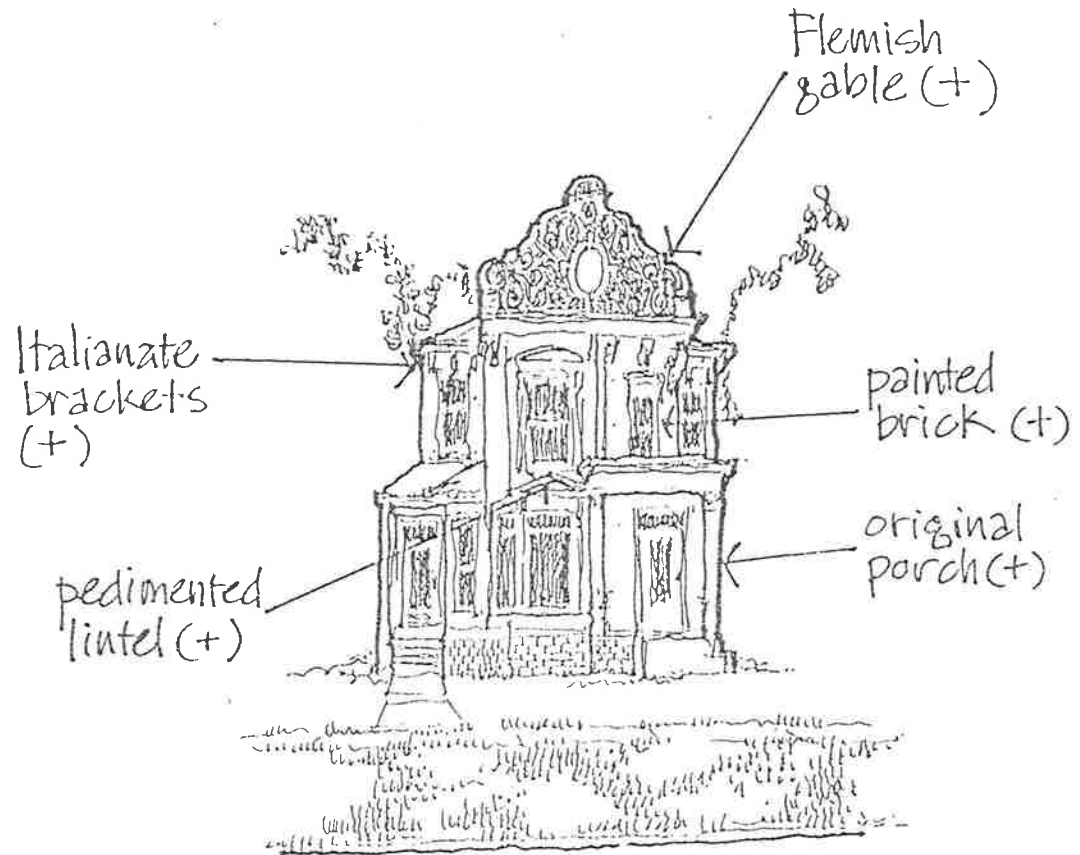 Flemish
gable (+)
Italianate
brackets
(+)
painted
brick (+)
original
porch (+)
pedimented
lintel (+)